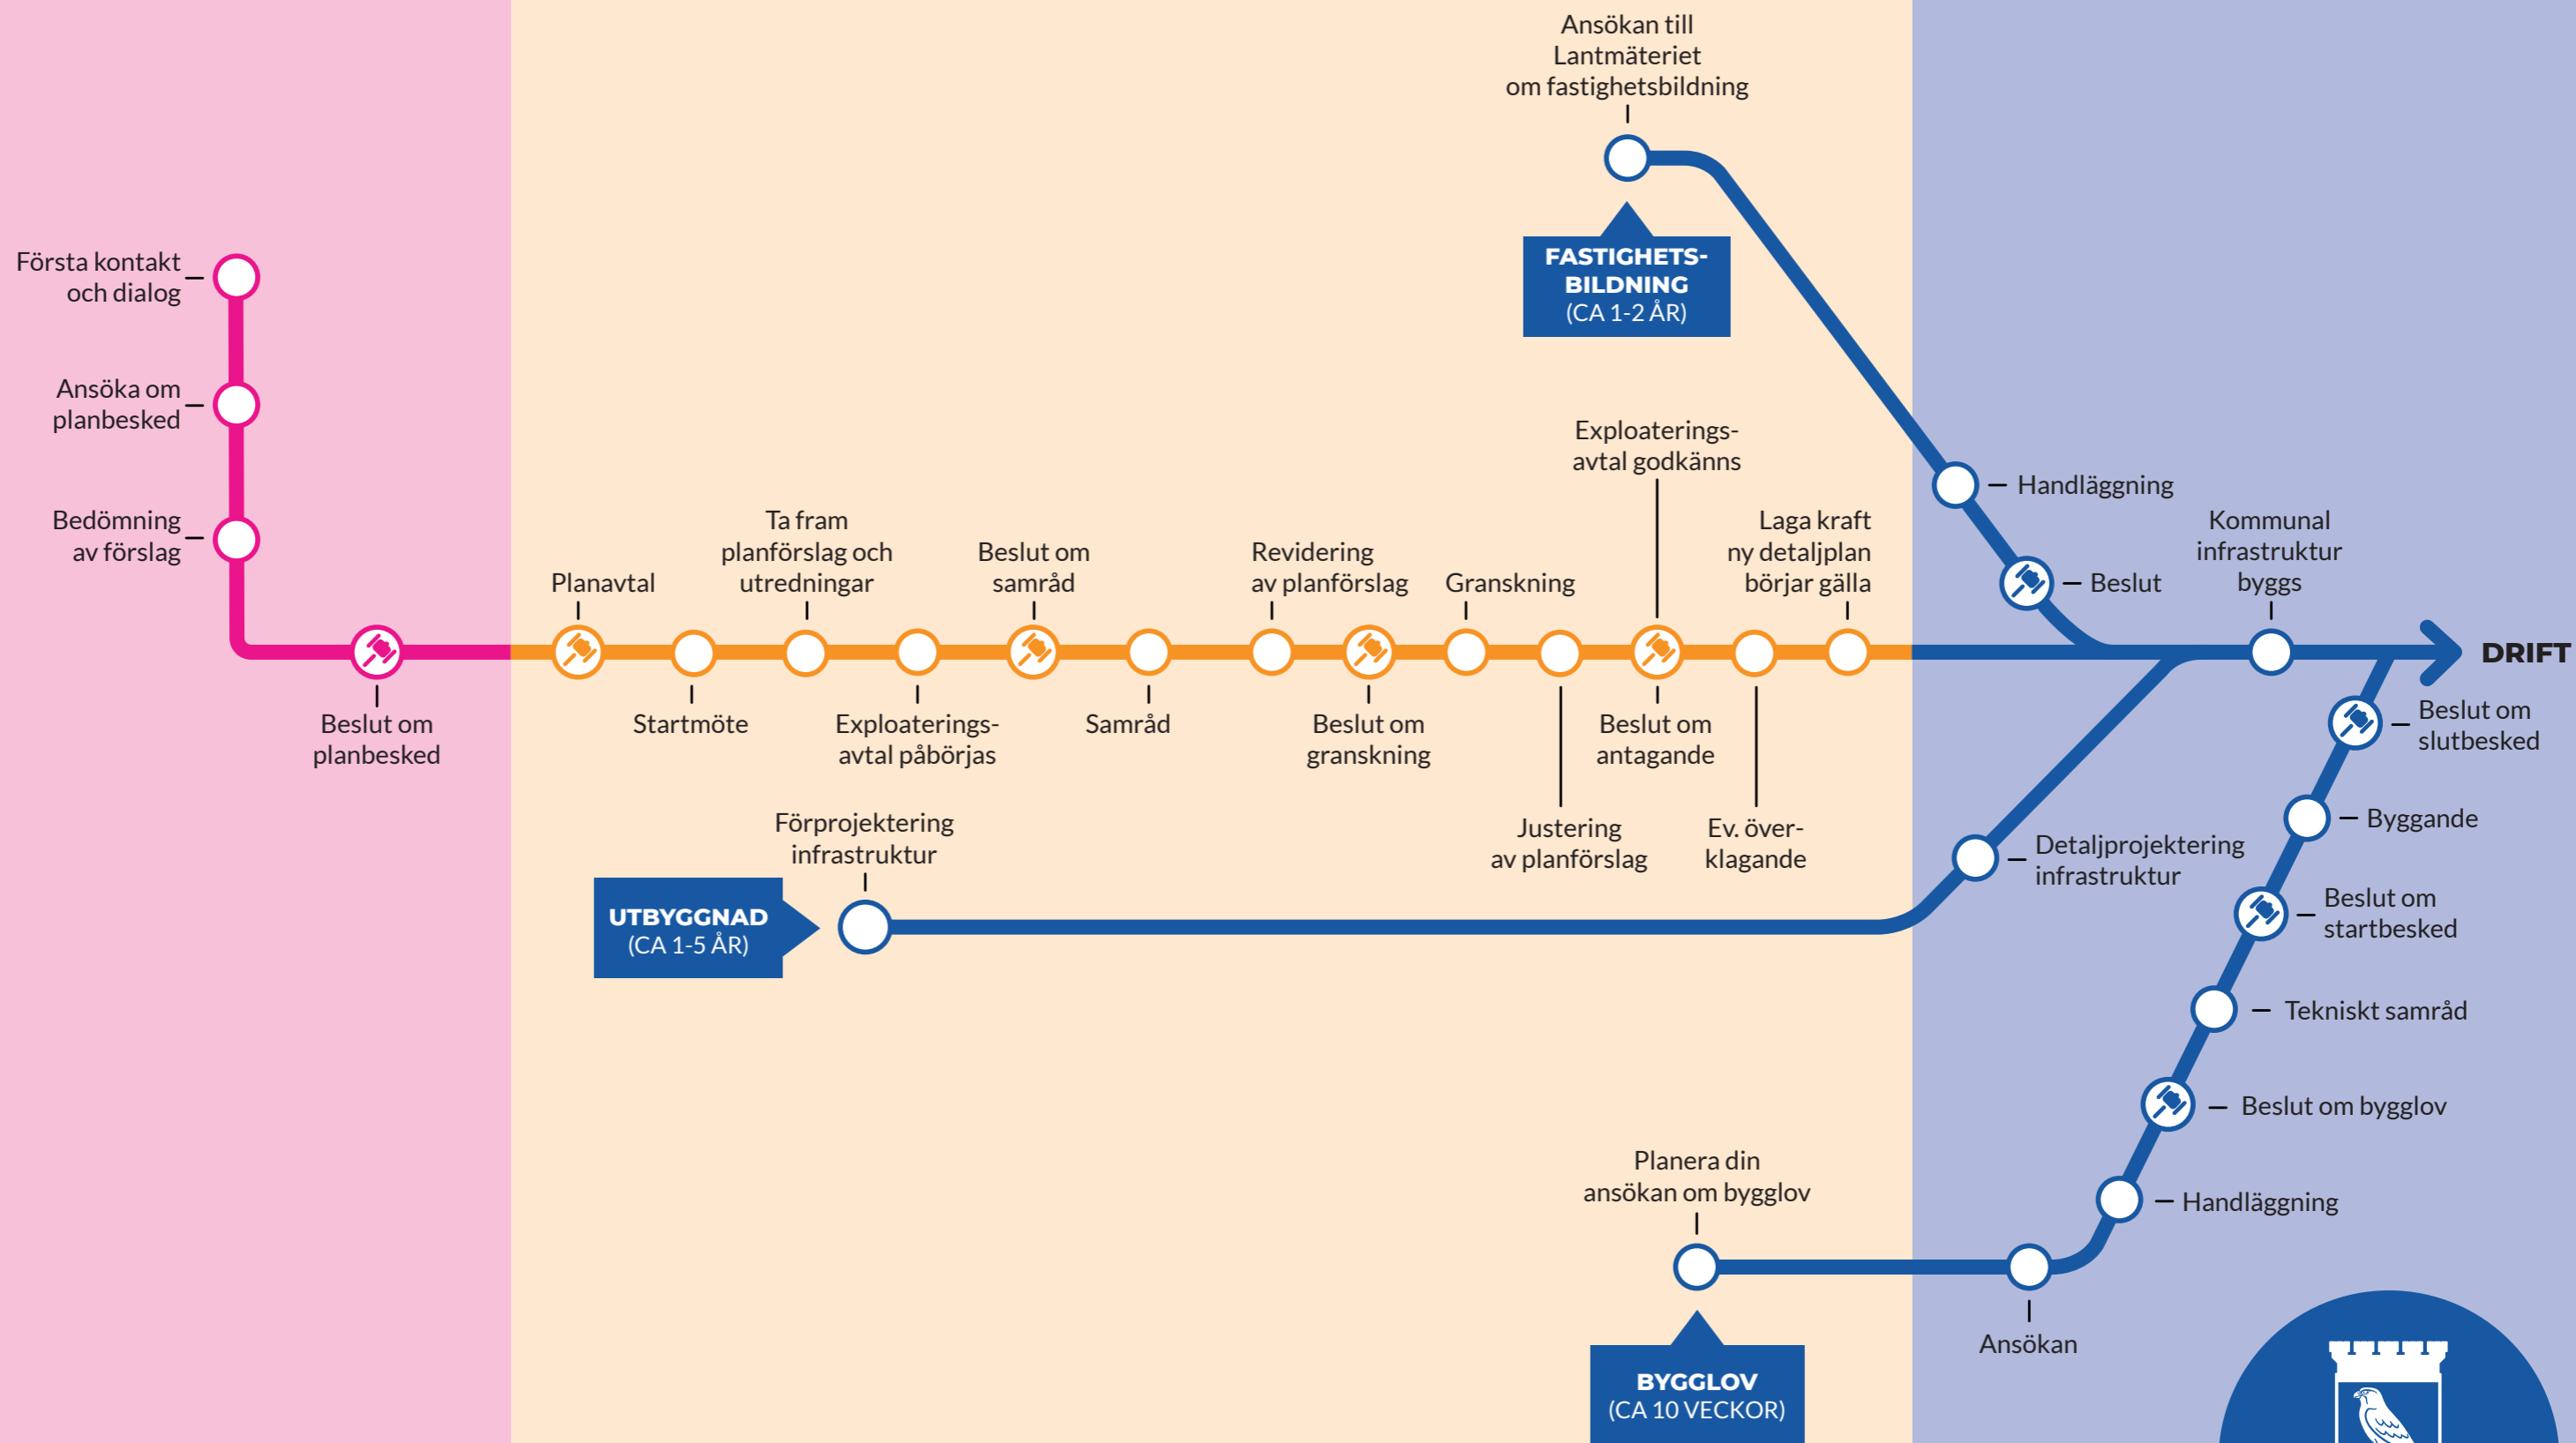 Första kontakt
och dialog
Ansöka om
planbesked
Bedömning
av förslag
Beslut om
planbesked
Planavtal
Startmöte
Ta fram
planförslag och
utredningar
Exploaterings-
avtal påbörjas
Beslut om
samråd
Samråd
Revidering
av planförslag
Beslut om
granskning
Granskning
Justering
av planförslag
Exploaterings-
avtal godkänns
Beslut om
antagande
Ev. över-
klagande
Laga kraft
ny detaljplan
börjar gälla
Ansökan till
Lantmäteriet
om fastighetsbildning
FASTIGHETS-
BILDNING
(CA 1-2 ÅR)
Handläggning
Beslut
Kommunal
infrastruktur
byggs
DRIFT
Förprojektering
infrastruktur
UTBYGGNAD
(CA 1-5 ÅR)
Detaljprojektering
infrastruktur
Beslut om
slutbesked
Byggande
Beslut om
startbesked
Tekniskt samråd
Beslut om bygglov
Handläggning
Planera din
ansökan om bygglov
Ansökan
BYGGLOV
(CA 10 VECKOR)